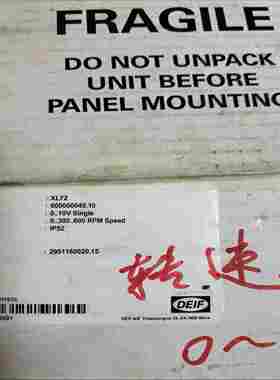 FRAGILE
DO NOT UNPACK
UNIT BEFORE
PANEL MOUNTING
: XL72
: 0..10V Single
: 0..300..600 RPM Speed
: IP52
: 2951160020.15
DEIF
转速
0~